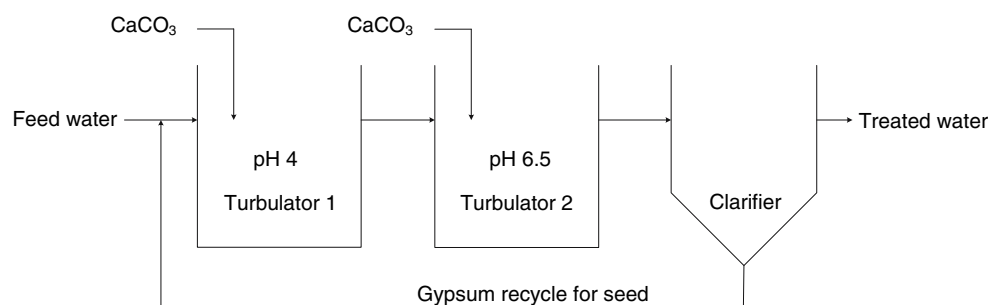 CaCO₃
CaCO₃
Feed water
Treated water
pH 4
pH 6.5
Turbulator 1
Turbulator 2
Clarifier
Gypsum recycle for seed